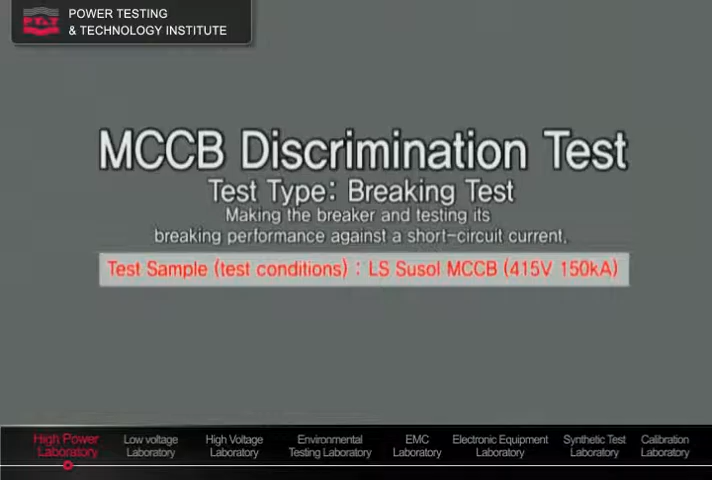 PT&T
POWER TESTING
& TECHNOLOGY INSTITUTE
MCCB Discrimination Test
Test Type: Breaking Test
Making the breaker and testing its
breaking performance against a short-circuit current.
Test Sample (test conditions) : LS Susol MCCB (415V 150kA)
High Power
Laboratory
Low voltage
Laboratory
High Voltage
Laboratory
Environmental
Testing Laboratory
EMC
Laboratory
Electronic Equipment
Laboratory
Synthetic Test
Laboratory
Calibration
Laboratory